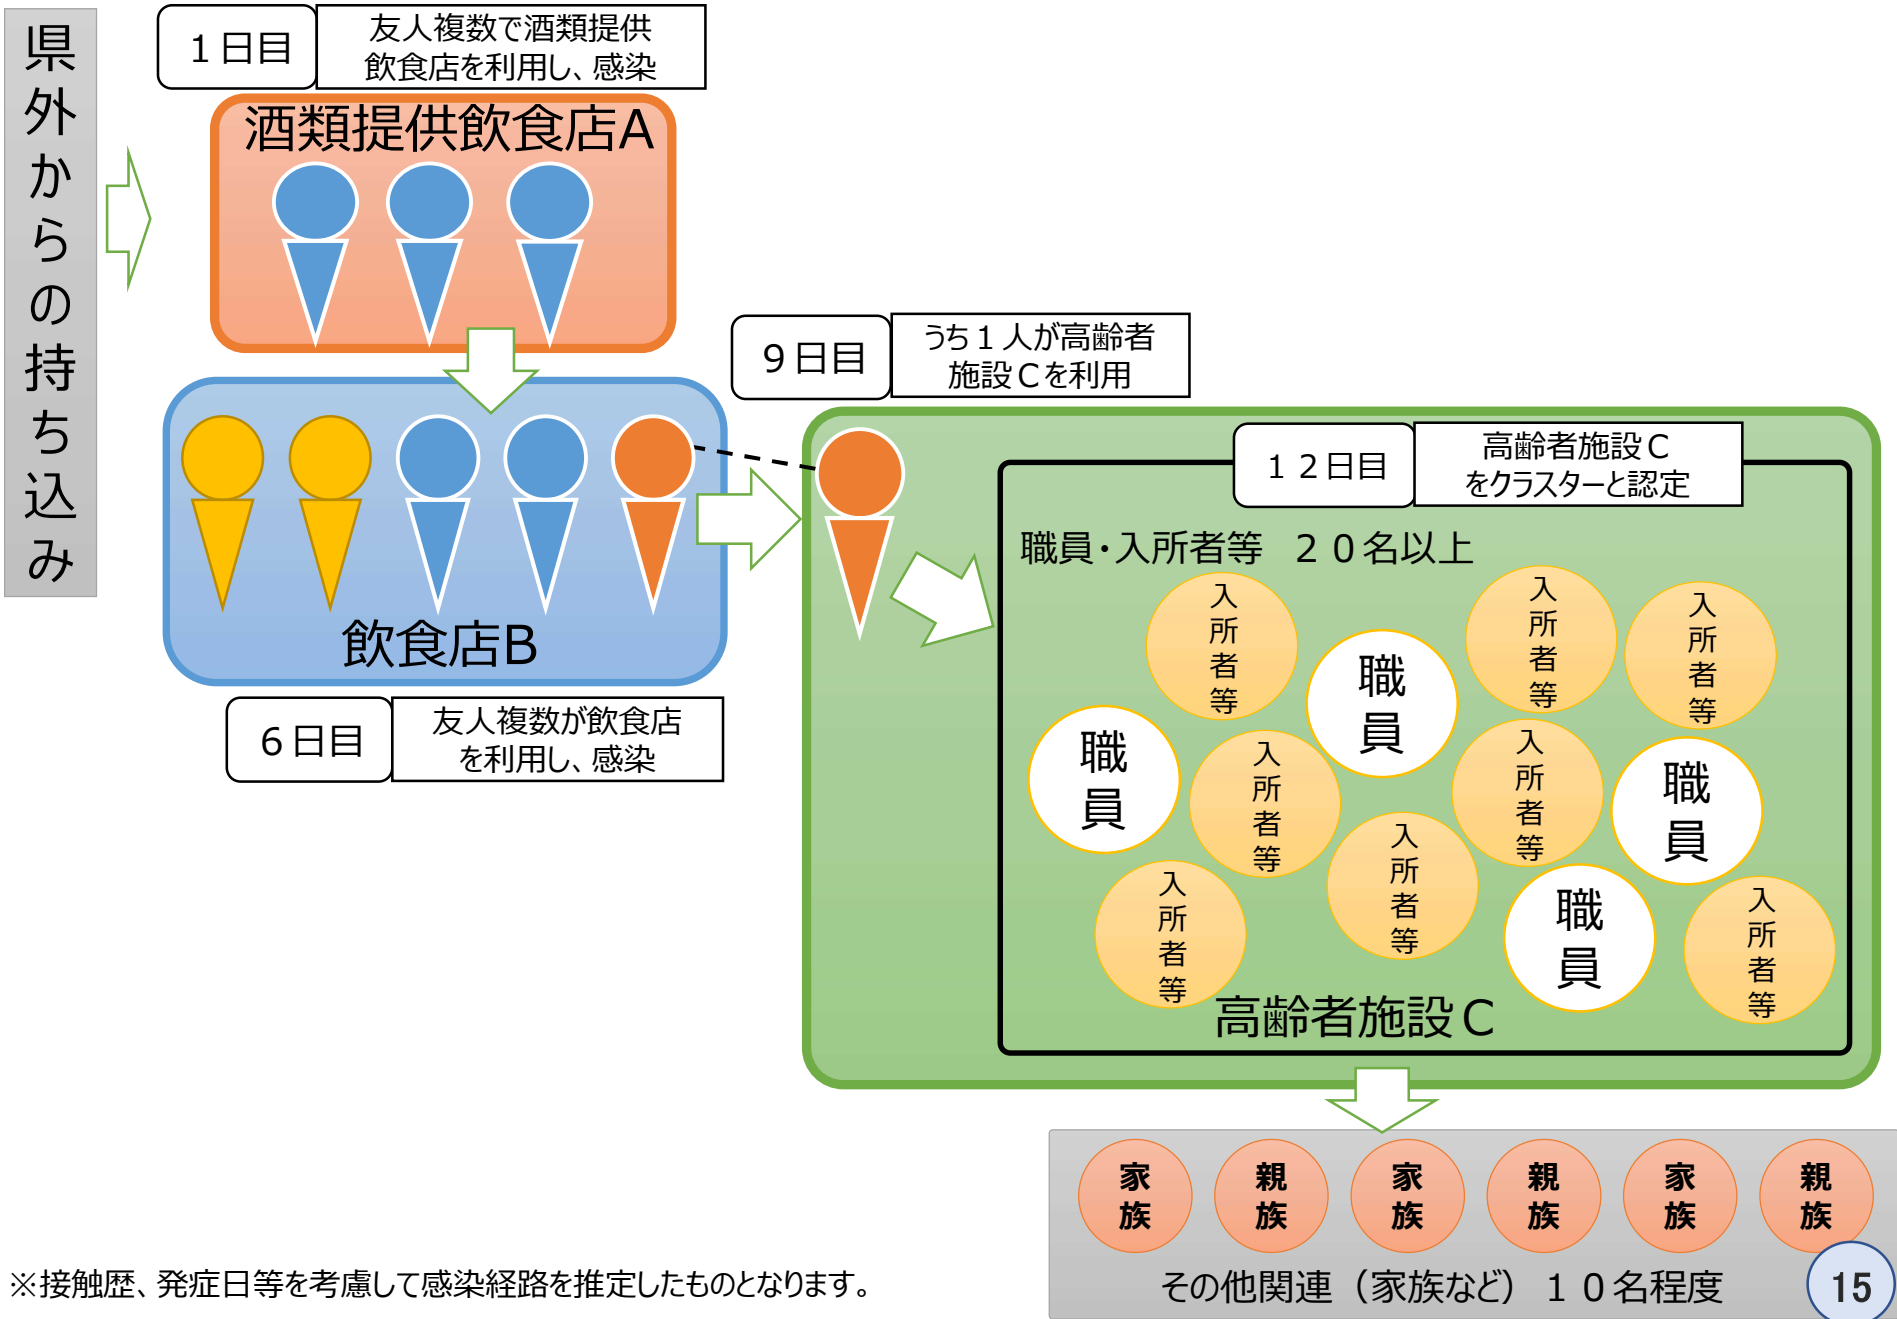 県外からの持ち込み
１日目
友人複数で酒類提供
飲食店を利用し、感染
酒類提供飲食店A
９日目
うち１人が高齢者
施設Ｃを利用
飲食店B
６日目
友人複数が飲食店
を利用し、感染
１２日目
高齢者施設Ｃ
をクラスターと認定
職員・入所者等　２０名以上
入所者等
入所者等
入所者等
職員
職員
入所者等
入所者等
職員
入所者等
入所者等
職員
入所者等
高齢者施設Ｃ
家族
親族
家族
親族
家族
親族
その他関連（家族など）１０名程度
※接触歴、発症日等を考慮して感染経路を推定したものとなります。
15